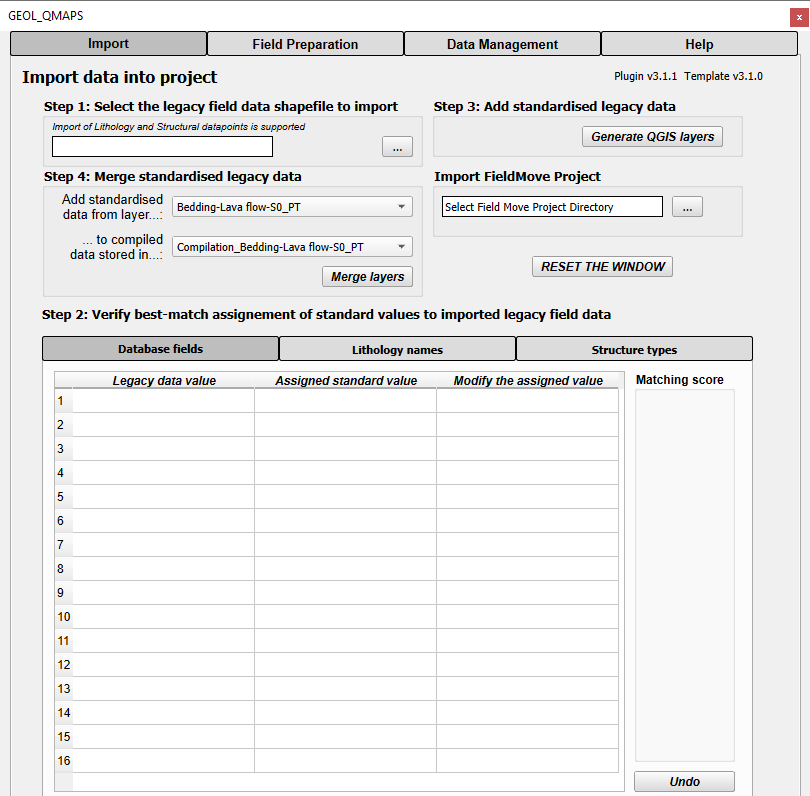 GEOL_QMAPS
x
Import
Field Preparation
Data Management
Help
Import data into project
Plugin v3.1.1 Template v3.1.0
Step 1: Select the legacy field data shapefile to import
Import of Lithology and Structural datapoints is supported
...
Step 3: Add standardised legacy data
Generate QGIS layers
Step 4: Merge standardised legacy data
Add standardised
data from layer...:
Bedding-Lava flow-S0_PT
... to compiled
data stored in...:
Compilation_Bedding-Lava flow-S0_PT
Merge layers
Import FieldMove Project
Select Field Move Project Directory
...
RESET THE WINDOW
Step 2: Verify best-match assignement of standard values to imported legacy field data
Database fields
Lithology names
Structure types
Legacy data value
Assigned standard value
Modify the assigned value
Matching score
1
2
3
4
5
6
7
8
9
10
11
12
13
14
15
16
Undo